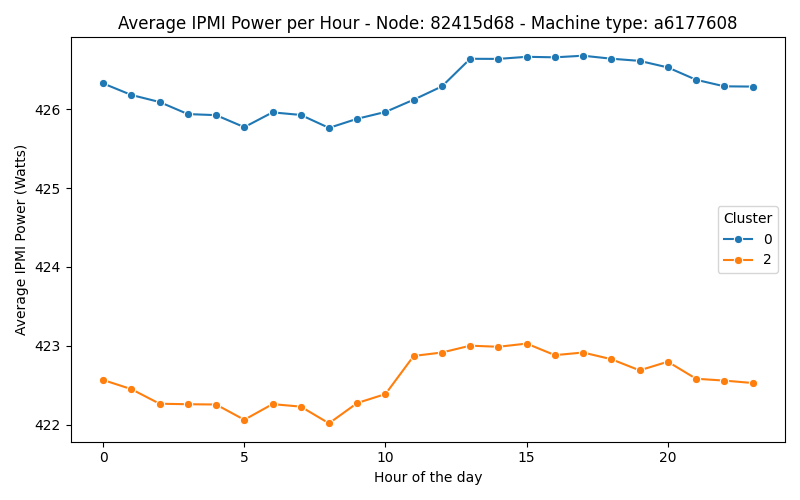 Average IPMI Power per Hour - Node: 82415d68 - Machine type: a6177608
Average IPMI Power (Watts)
426
425
424
423
422
Cluster
0
2
0 5 10 15 20
Hour of the day